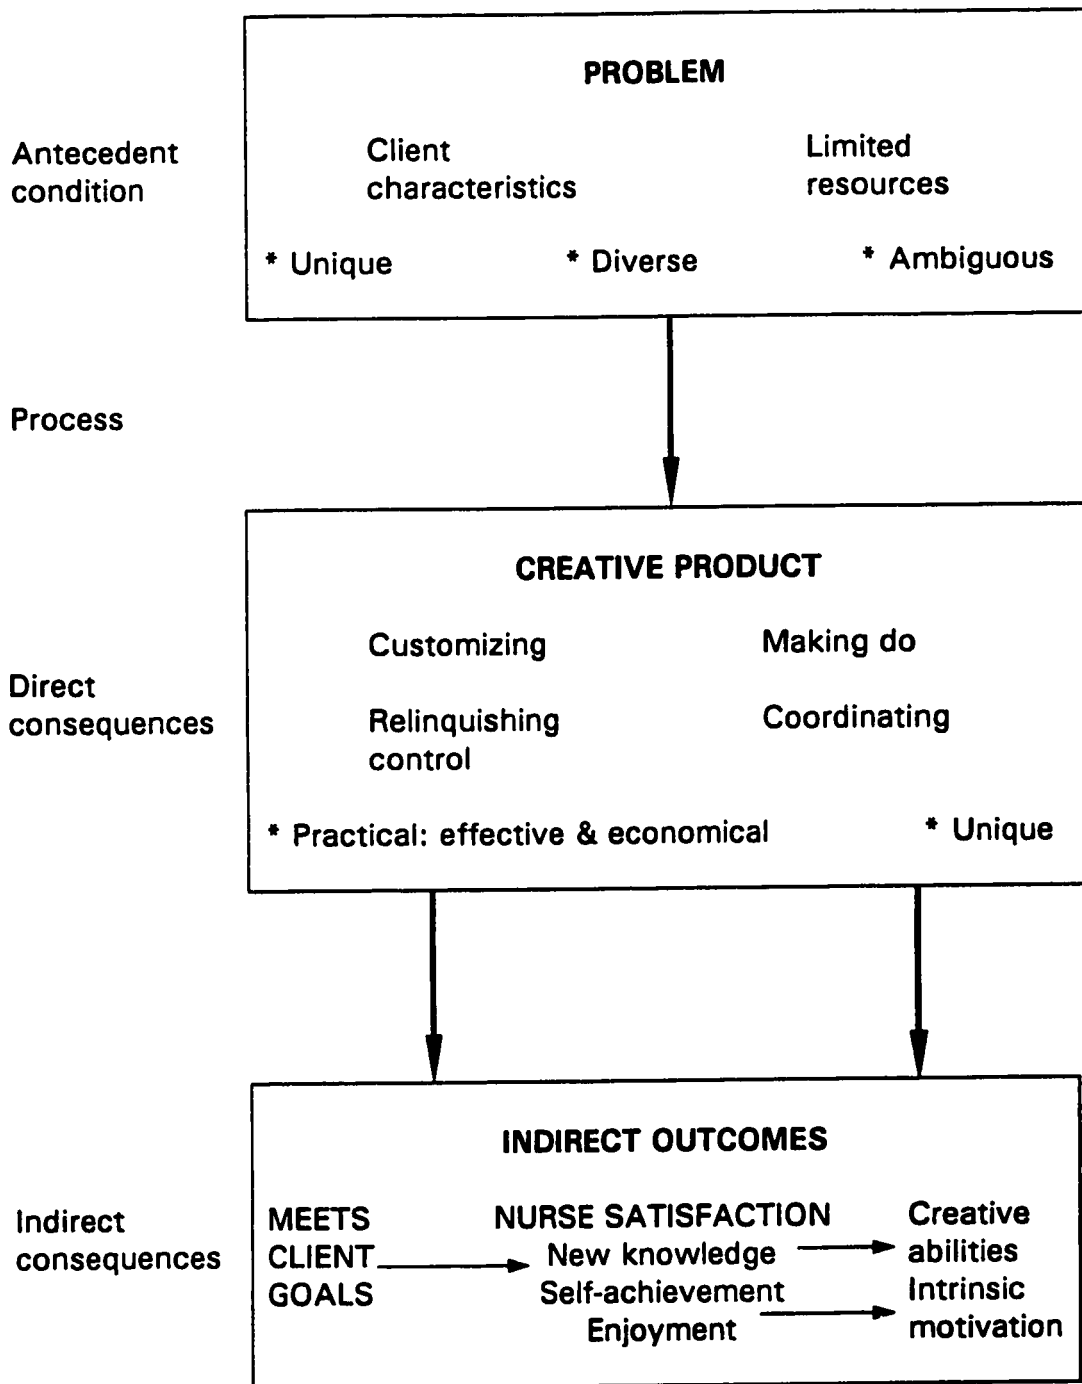 PROBLEM
Antecedent
condition
Client
characteristics
Limited
resources
* Unique
* Diverse
* Ambiguous
Process
CREATIVE PRODUCT
Direct
consequences
Customizing
Making do
Relinquishing
control
Coordinating
* Practical: effective & economical
* Unique
INDIRECT OUTCOMES
Indirect
consequences
MEETS
CLIENT
GOALS
NURSE SATISFACTION
New knowledge
Self-achievement
Enjoyment
Creative
abilities
Intrinsic
motivation